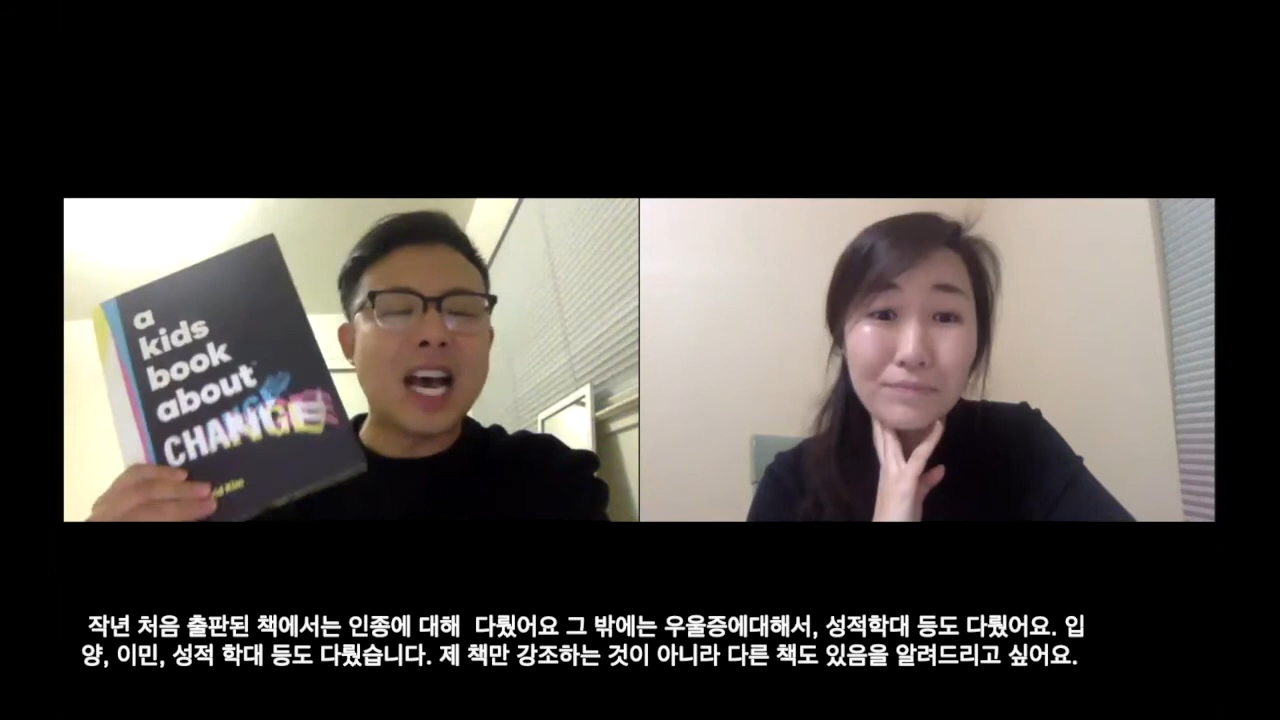 a
kids
book
about
CHANGE
Kim
작년 처음 출판된 책에서는 인종에 대해 다뤘어요 그 밖에는 우울증에대해서, 성적학대 등도 다뤘어요. 입
양, 이민, 성적 학대 등도 다뤘습니다. 제 책만 강조하는 것이 아니라 다른 책도 있음을 알려드리고 싶어요.